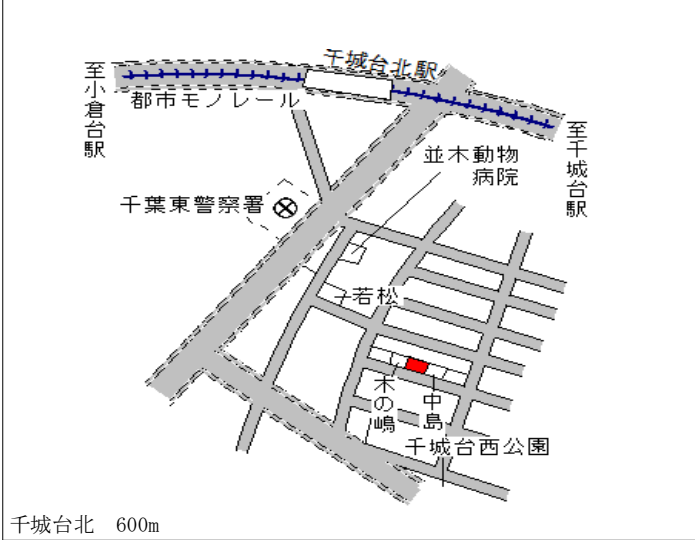 千城台北駅
至小倉台駅
都市モノレール
至千城台駅
並木動物
病院
千葉東警察署
若松
木の嶋
中島
千城台西公園
千城台北　600m